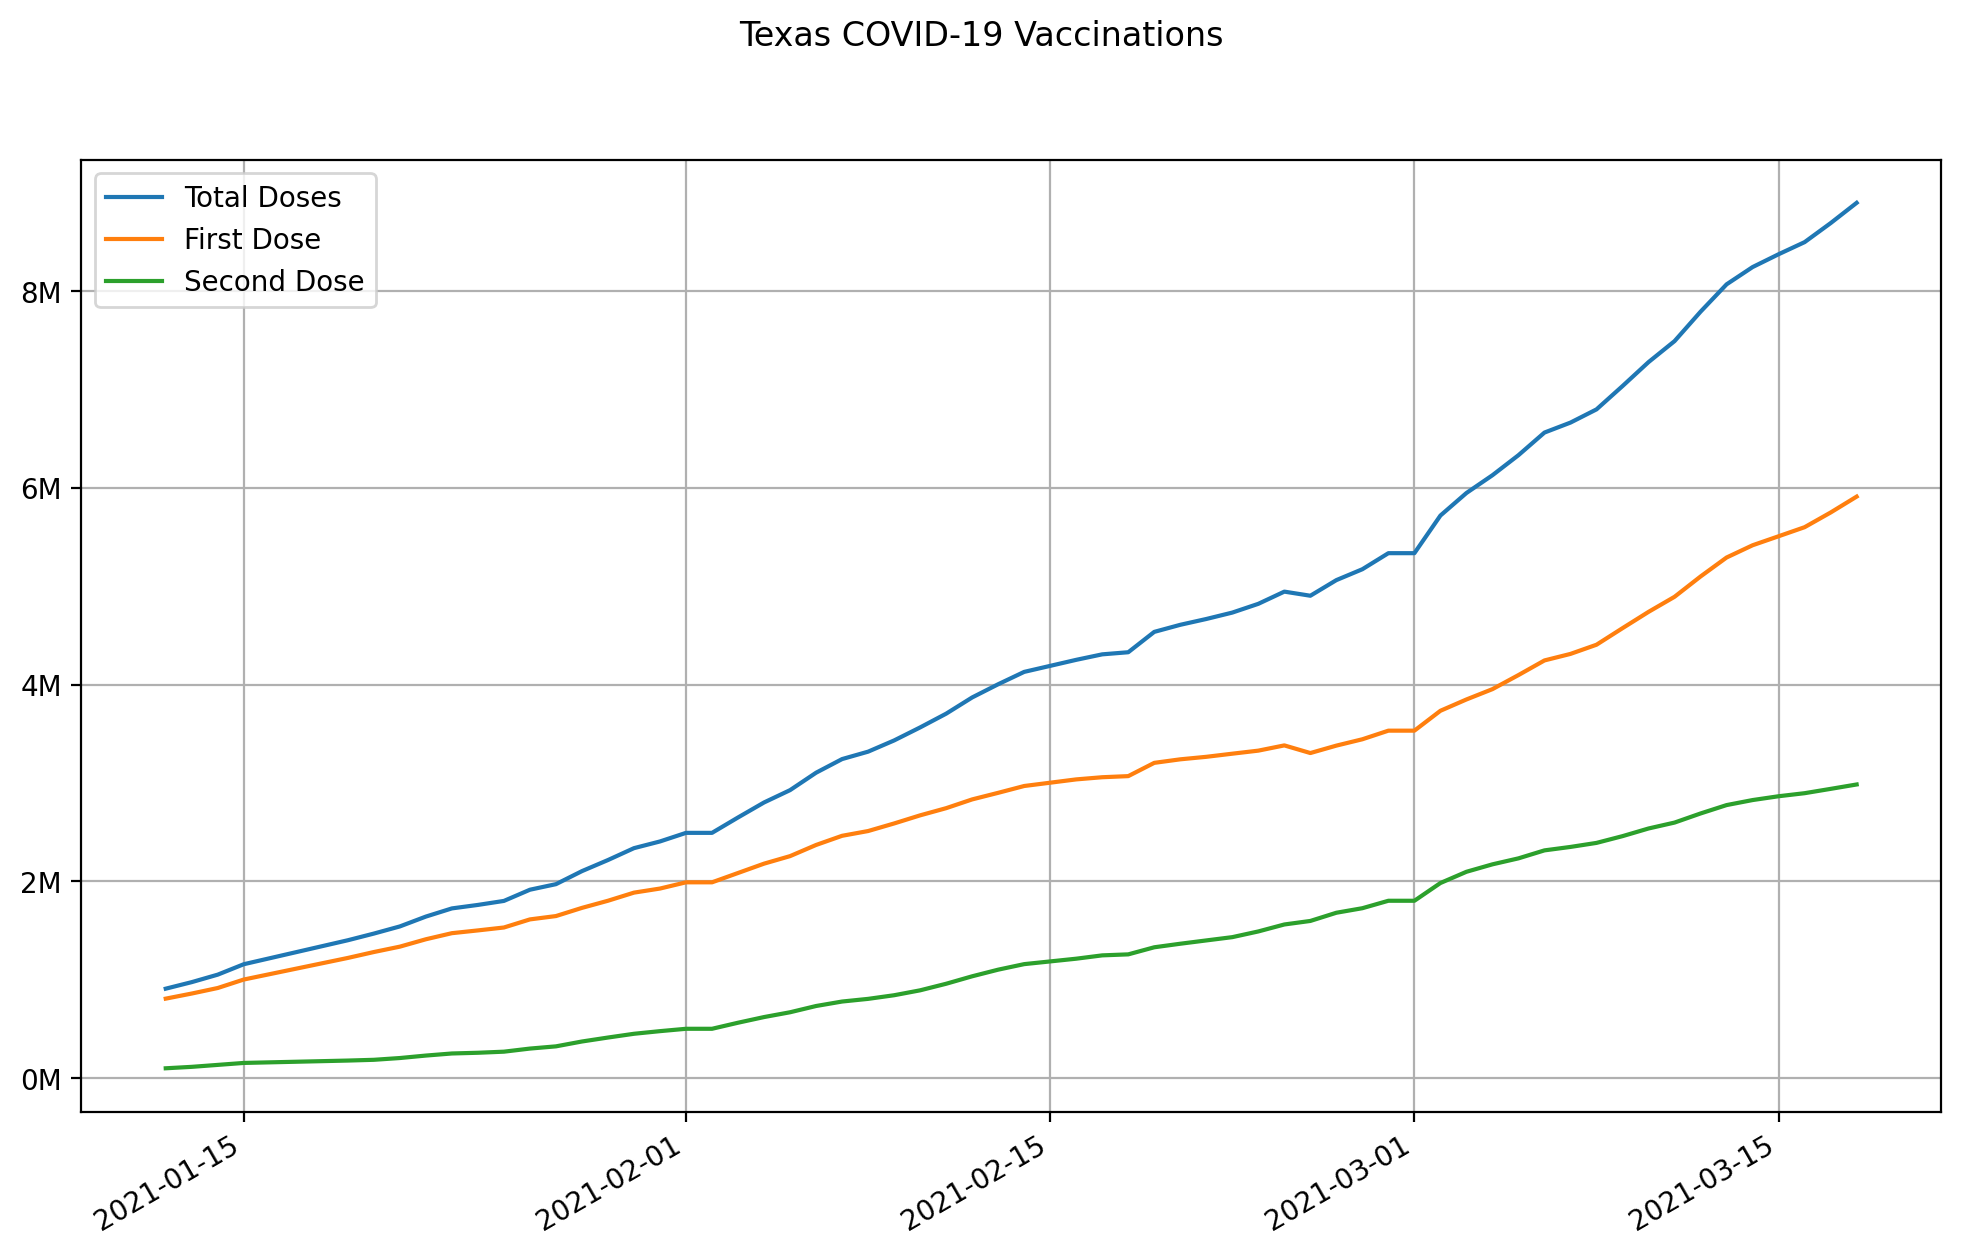 Texas COVID-19 Vaccinations
Total Doses
First Dose
Second Dose
8M
6M
4M
2M
0M
2021-01-15
2021-02-01
2021-02-15
2021-03-01
2021-03-15